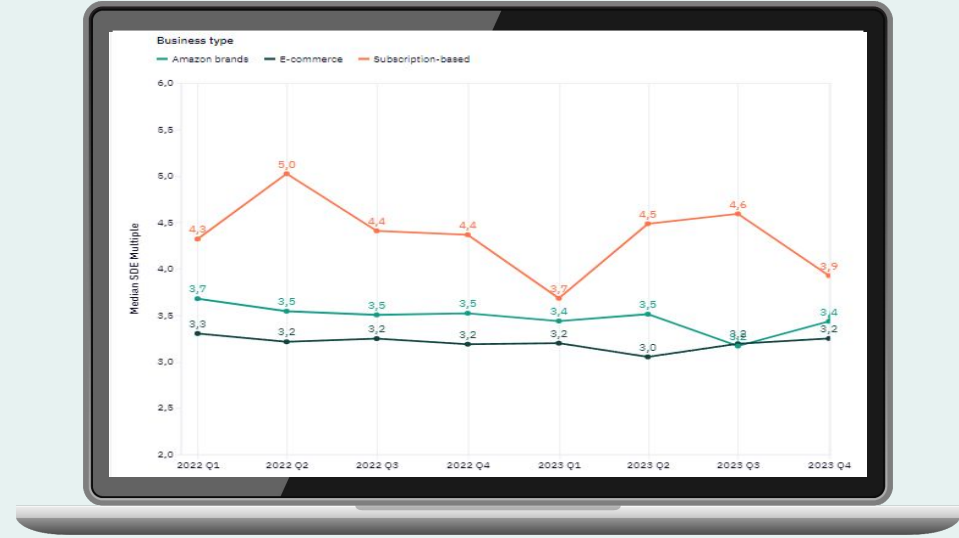 Business type
Amazon brands E-commerce Subscription-based
Median SDE Multiple
6,0
5,5
5,0
4,5
4,0
3,5
3,0
2,5
2,0
4,3 5,0 4,4 4,4 3,7 4,5 4,6 3,9
3,7 3,5 3,5 3,5 3,4 3,5 3,2 3,4
3,3 3,2 3,2 3,2 3,2 3,0 3,2 3,2
2022 Q1 2022 Q2 2022 Q3 2022 Q4 2023 Q1 2023 Q2 2023 Q3 2023 Q4